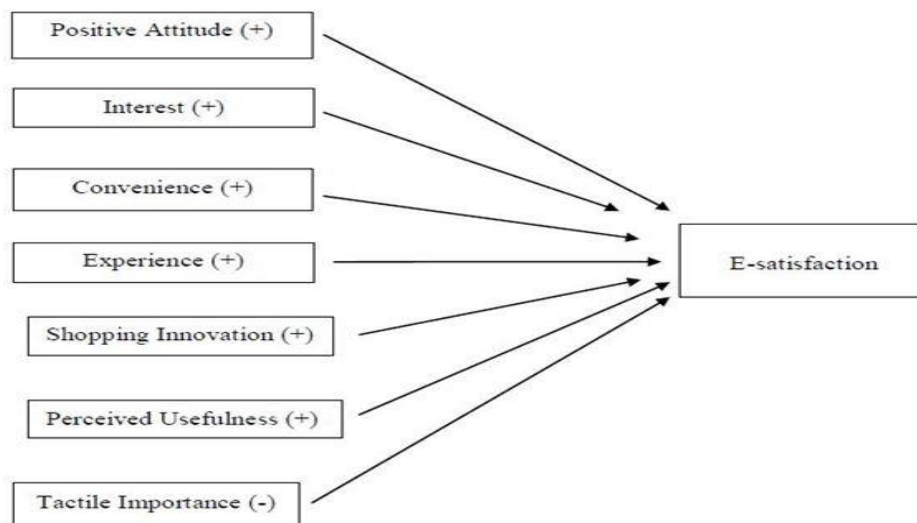 Positive Attitude (+)
Interest (+)
Convenience (+)
Experience (+)
E-satisfaction
Shopping Innovation (+)
Perceived Usefulness (+)
Tactile Importance (-)